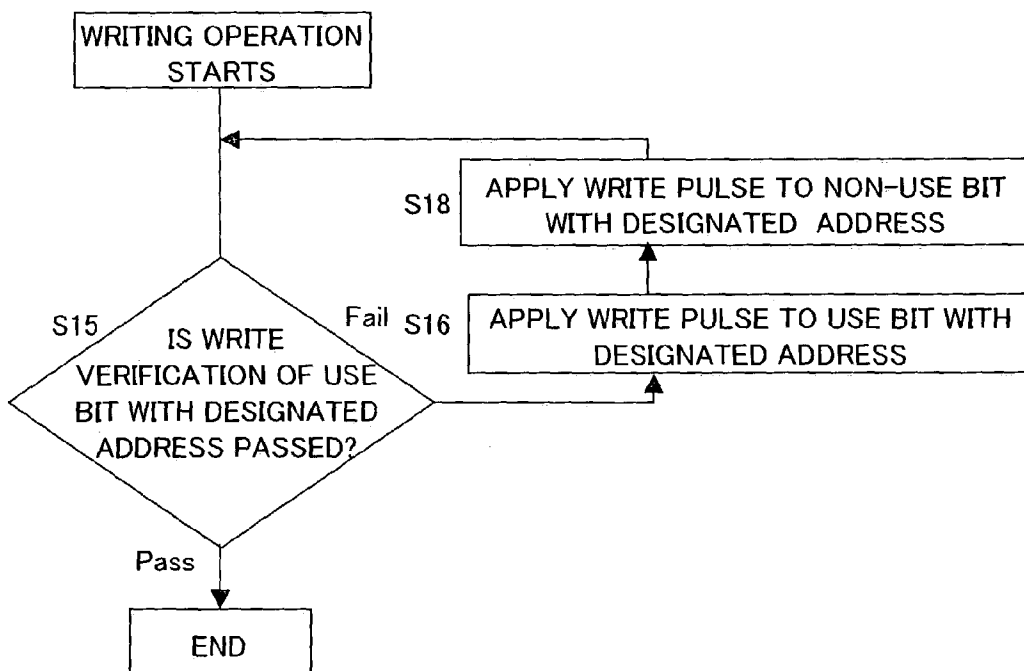 WRITING OPERATION
STARTS
S18
APPLY WRITE PULSE TO NON-USE BIT
WITH DESIGNATED ADDRESS
S15
IS WRITE
VERIFICATION OF USE
BIT WITH DESIGNATED
ADDRESS PASSED?
Fail
S16
APPLY WRITE PULSE TO USE BIT WITH
DESIGNATED ADDRESS
Pass
END